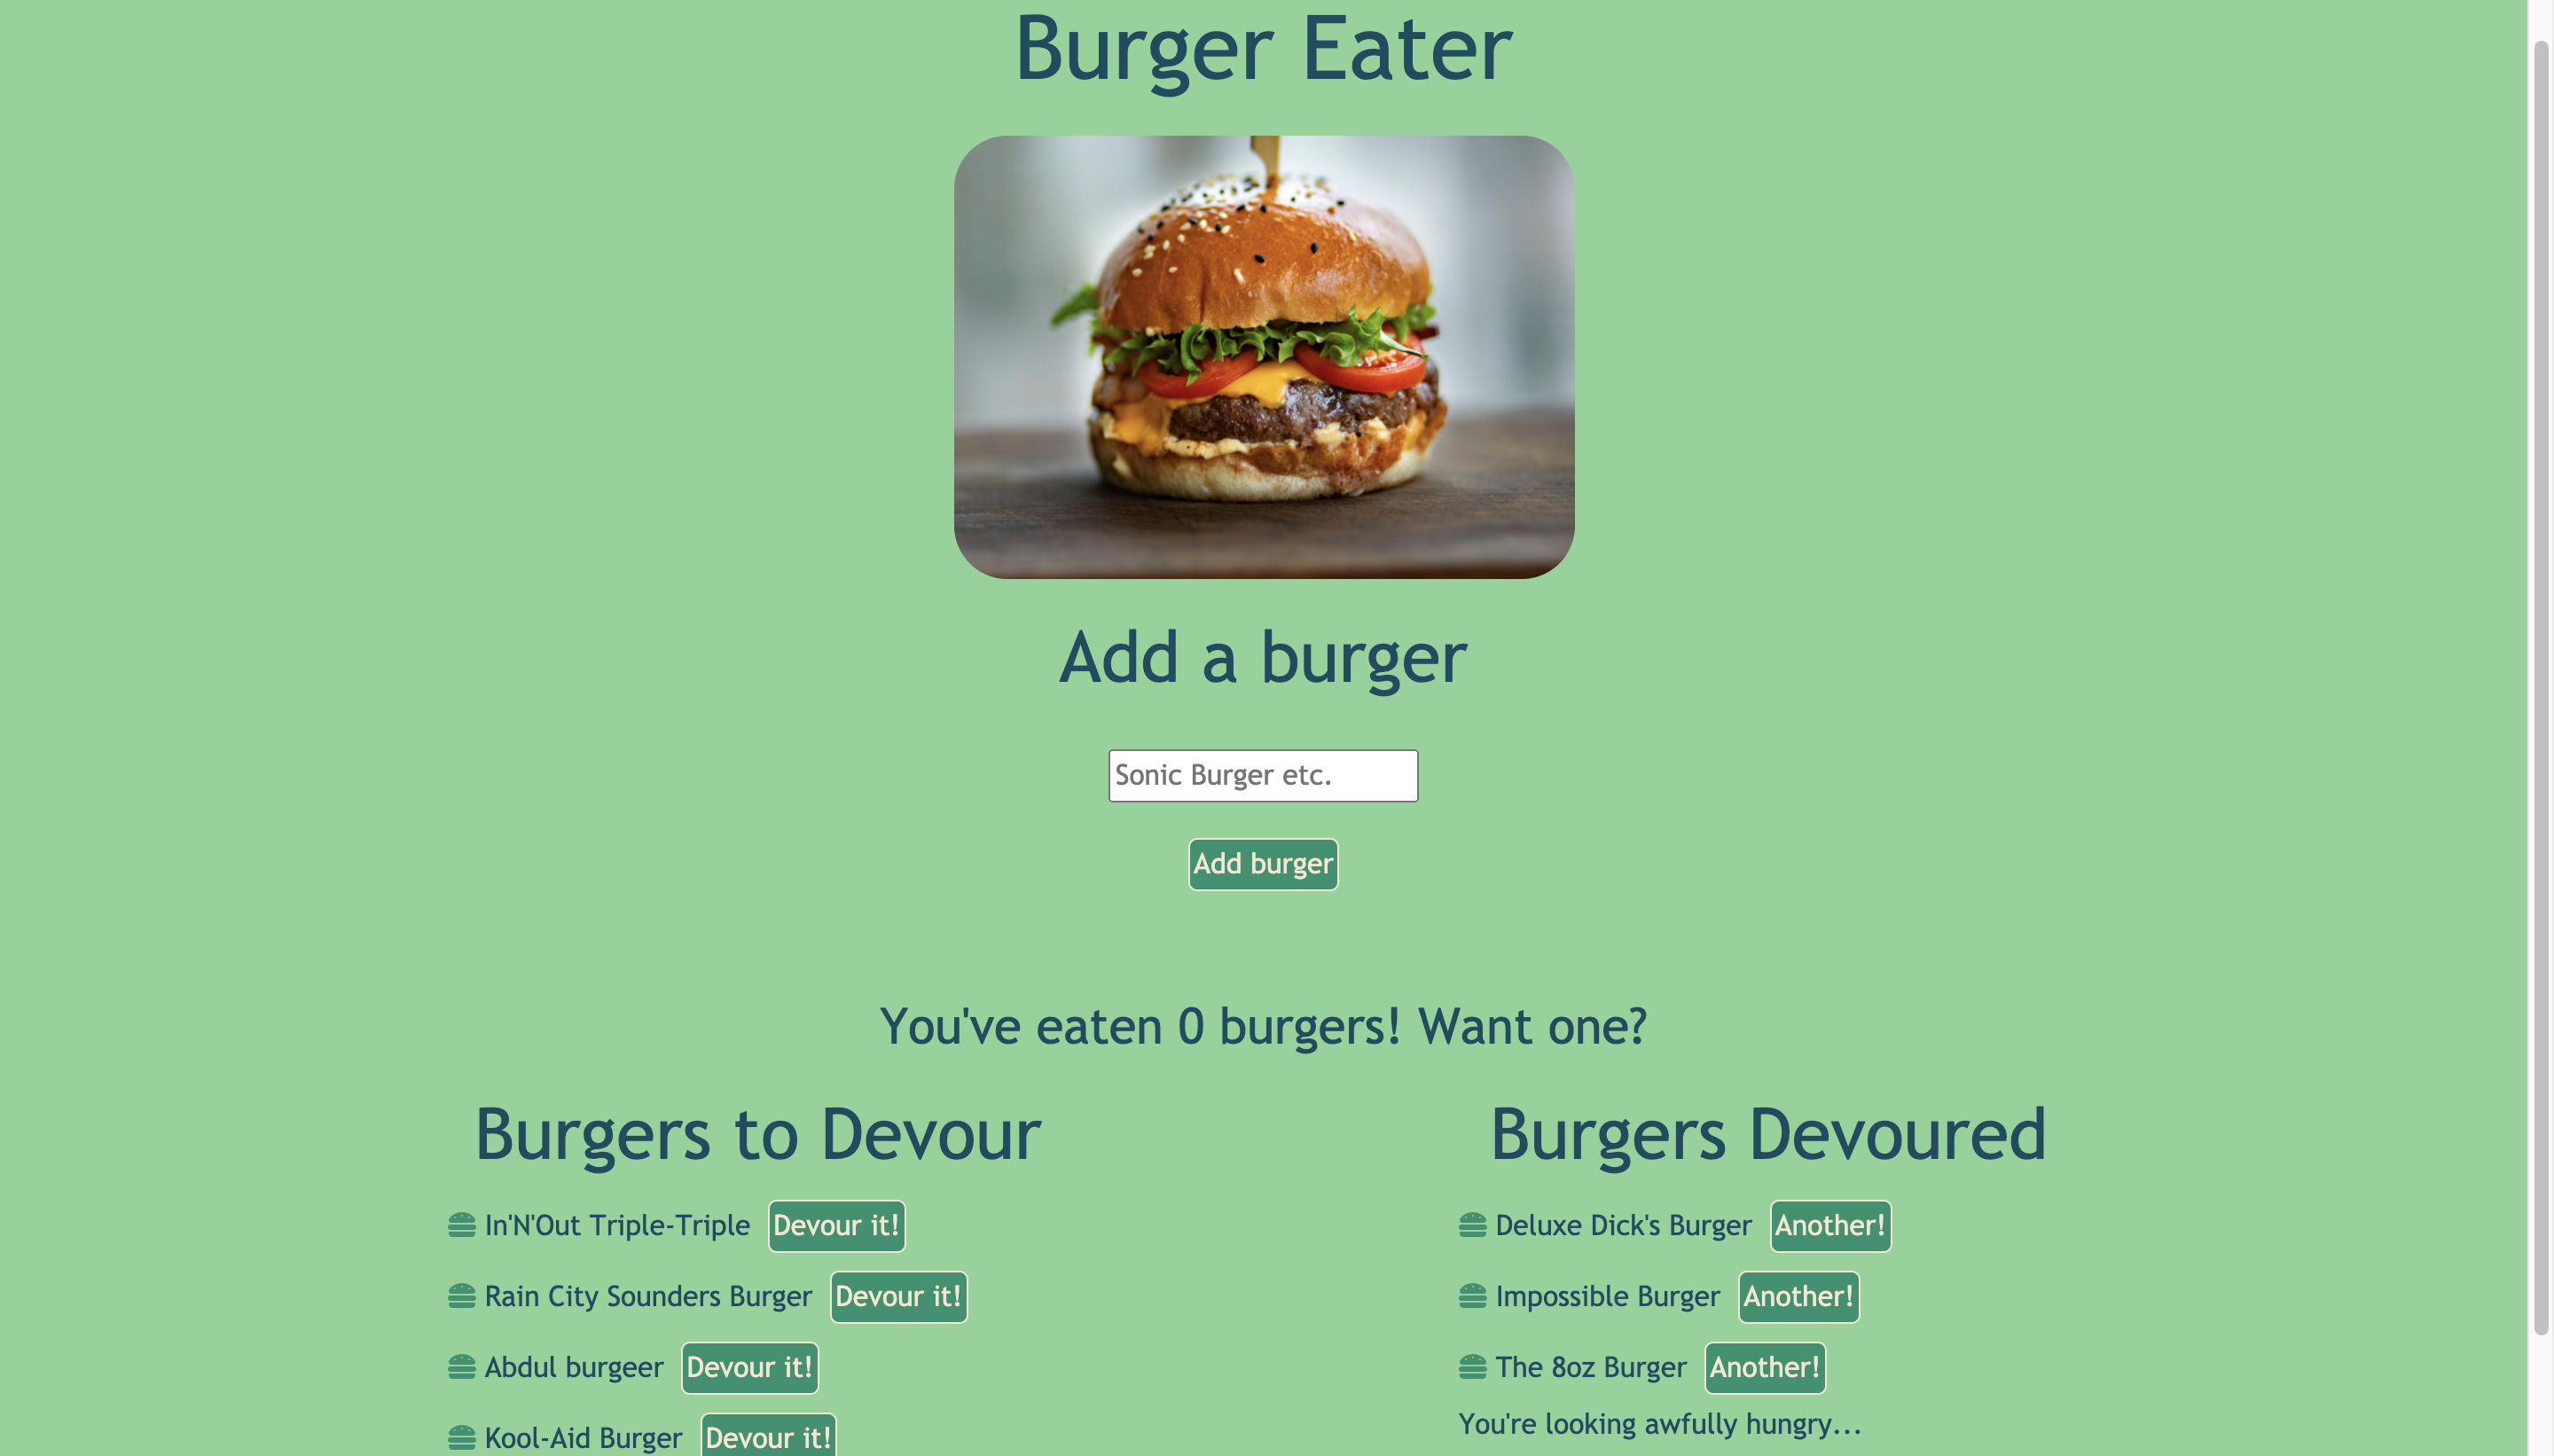 Burger Eater
Add a burger
Sonic Burger etc.
Add burger
You've eaten 0 burgers! Want one?
Burgers to Devour
In'N'Out Triple-Triple Devour it!
Rain City Sounders Burger Devour it!
Abdul burgeer Devour it!
Kool-Aid Burger Devour it!
Burgers Devoured
Deluxe Dick's Burger Another!
Impossible Burger Another!
The 8oz Burger Another!
You're looking awfully hungry...